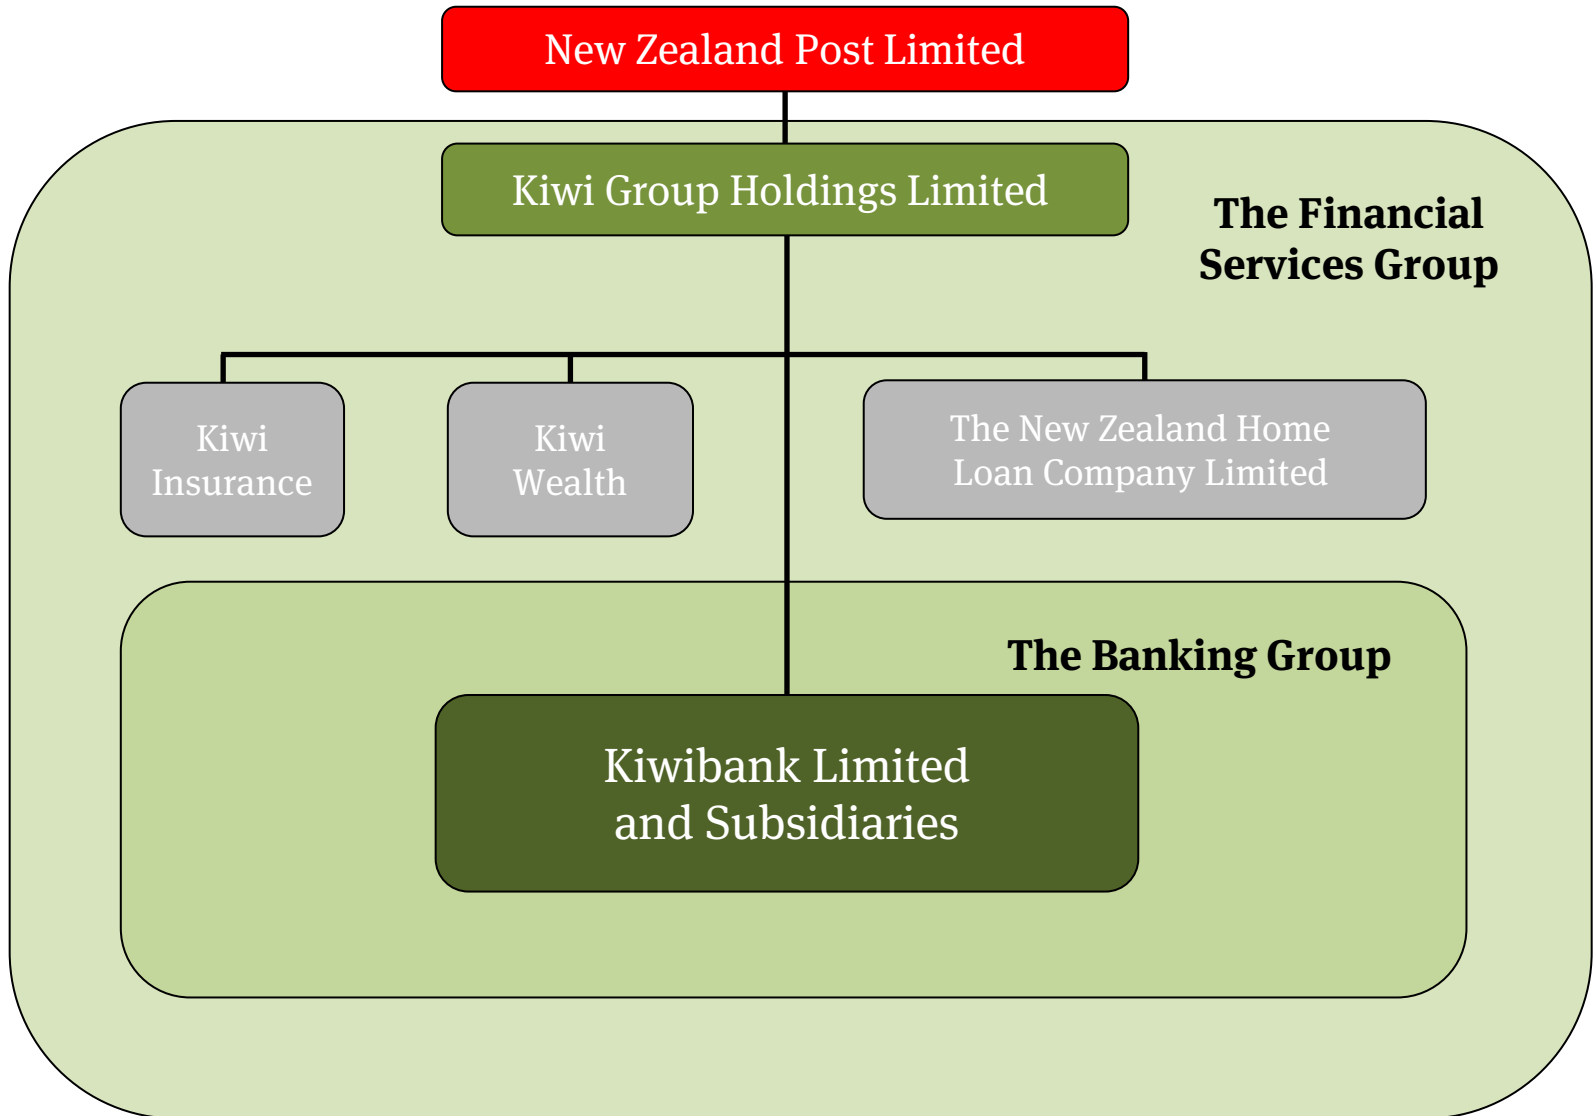 New Zealand Post Limited
Kiwi Group Holdings Limited
The Financial
Services Group
Kiwi
Insurance
Kiwi
Wealth
The New Zealand Home
Loan Company Limited
The Banking Group
Kiwibank Limited
and Subsidiaries